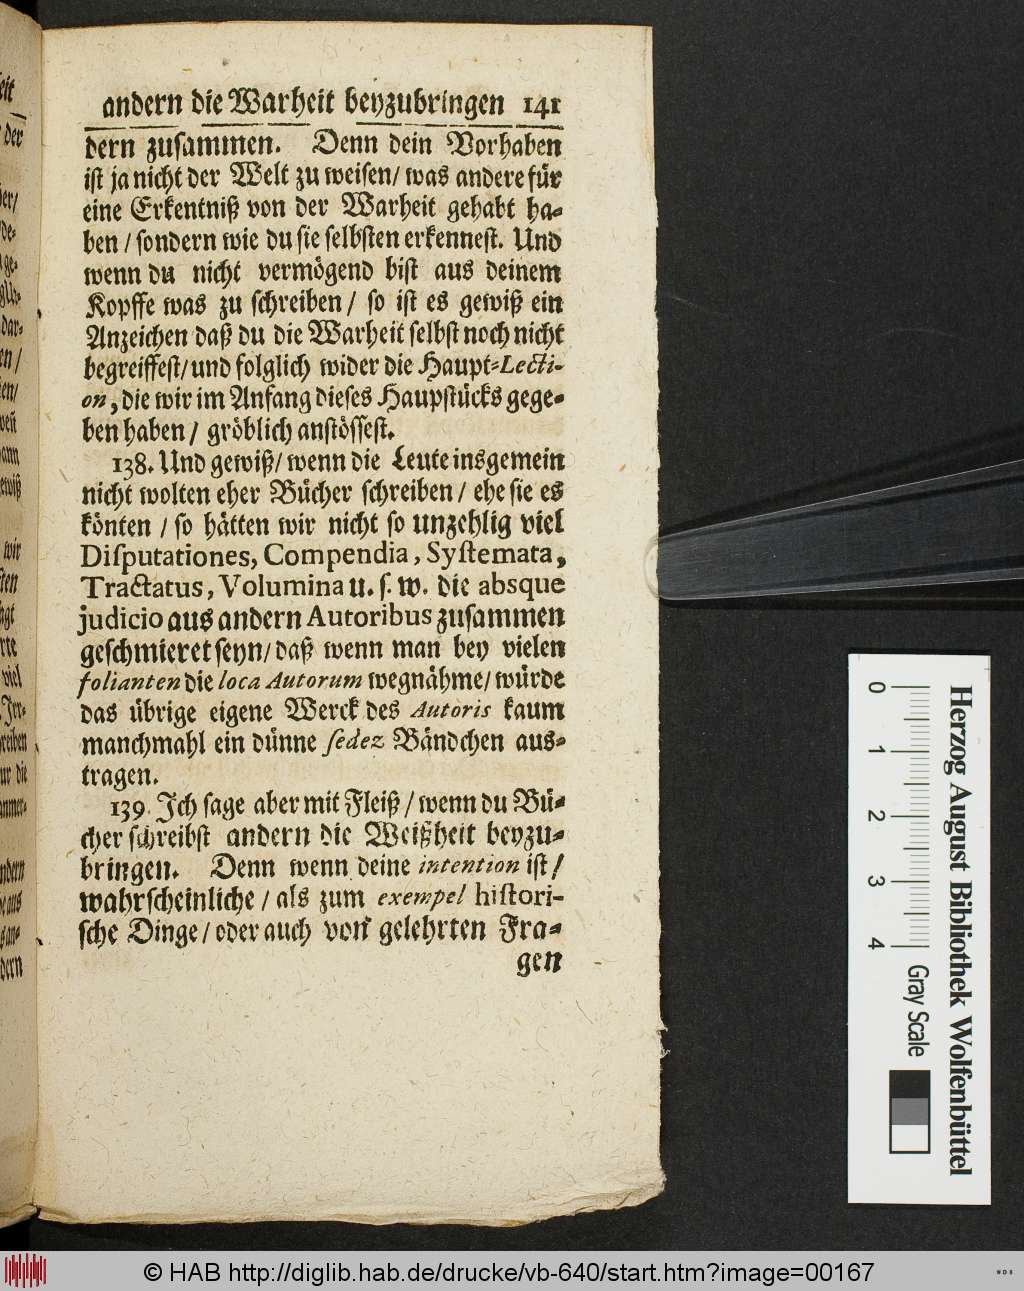 andern die Warheit beyzubringen 141
dern zusammen. Denn dein Vorhaben
ist ja nicht der Welt zu weisen/ was andere für
eine Erkentniß von der Warheit gehabt ha-
ben / sondern wie du sie selbsten erkennest. Und
wenn du nicht vermögend bist aus deinem
Kopffe was zu schreiben / so ist es gewiß ein
Anzeichen daß du die Warheit selbst noch nicht
begreiffest/ und folglich wider die Haupt-Lecti-
on, die wir im Anfang dieses Haupstücks gege-
ben haben / gröblich anstössest.
138. Und gewiß/ wenn die Leute insgemein
nicht wolten eher Bücher schreiben / ehe sie es
könten / so hätten wir nicht so unzehlig viel
Disputationes, Compendia, Systemata,
Tractatus, Volumina u. s. w. die absque
judicio aus andern Autoribus zusammen
geschmieret seyn/ daß wenn man bey vielen
folianten die loca Autorum wegnähme/ würde
das übrige eigene Werck des Autoris kaum
manchmahl ein dünne sedez Bändchen aus-
tragen.
139. Ich sage aber mit Fleiß / wenn du Bü-
cher schreibst andern die Weißheit beyzu-
bringen. Denn wenn deine intention ist/
wahrscheinliche / als zum exempel histori-
sche Dinge / oder auch von gelehrten Fra-
gen
Herzog August Bibliothek Wolfenbüttel
0 1 2 3 4 Gray Scale
© HAB http://diglib.hab.de/drucke/vb-640/start.htm?image=00167